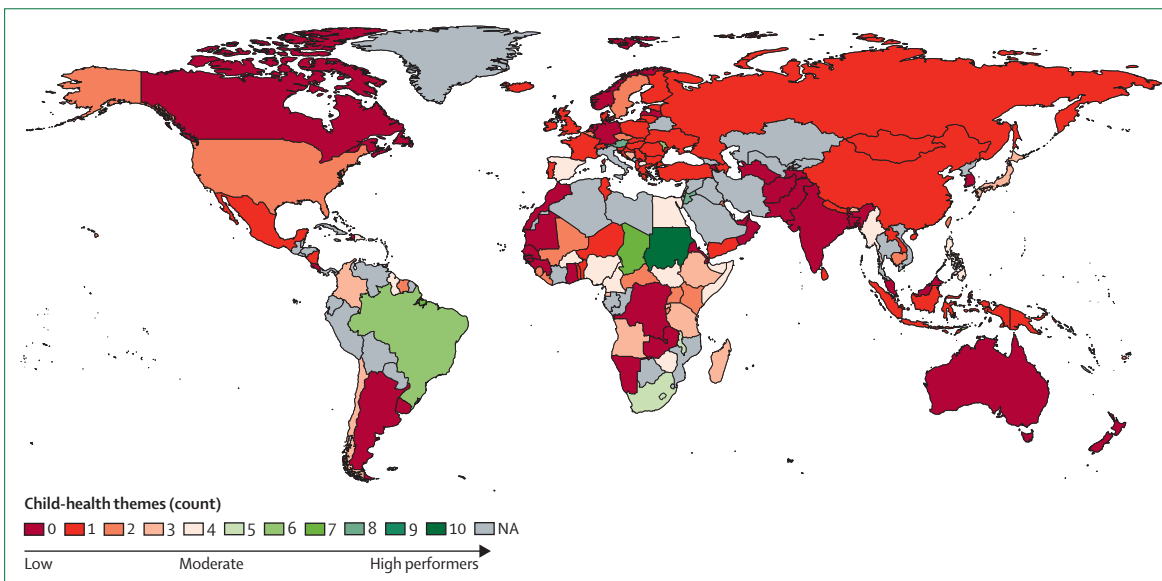 Child-health themes (count)
0 1 2 3 4 5 6 7 8 9 10 NA
Low Moderate High performers